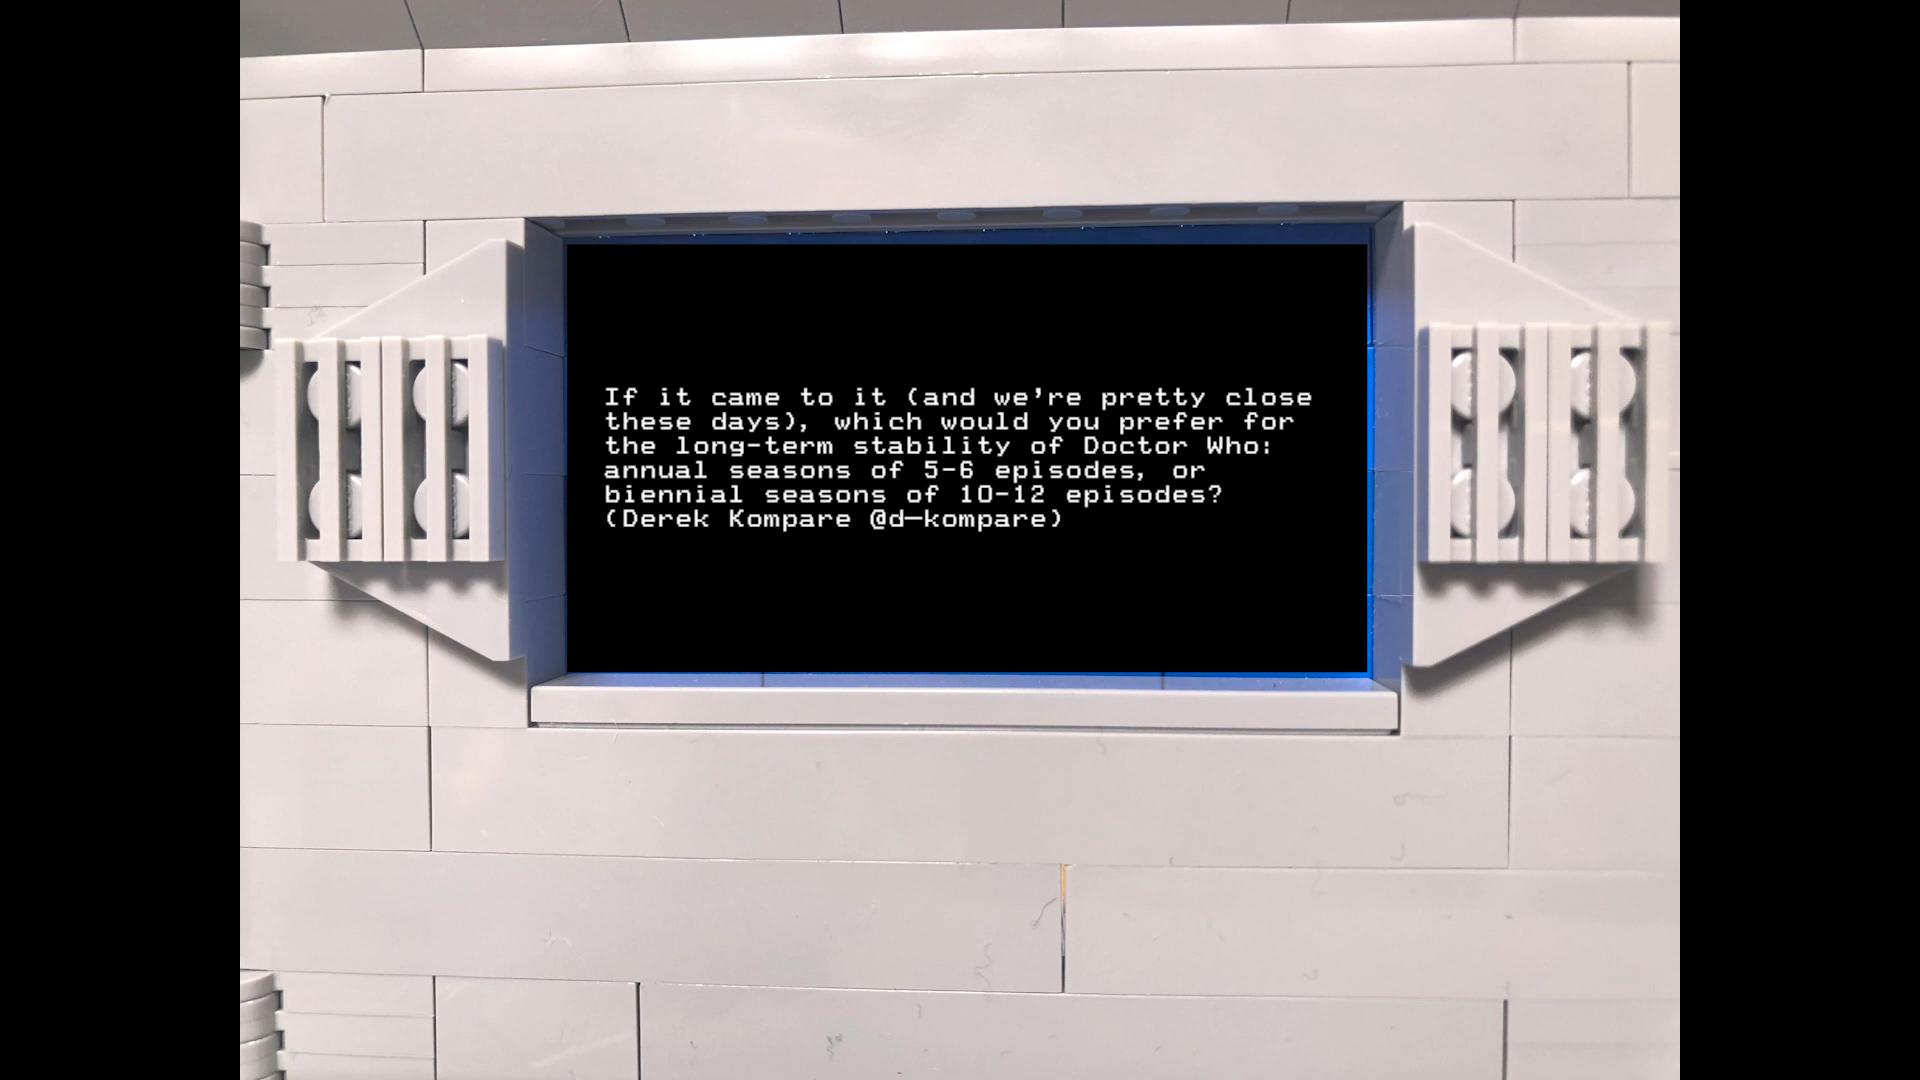 If it came to it (and we're pretty close
these days), which would you prefer for
the long-term stability of Doctor Who:
annual seasons of 5-6 episodes, or
biennial seasons of 10-12 episodes?
(Derek Kompare @d—kompare)